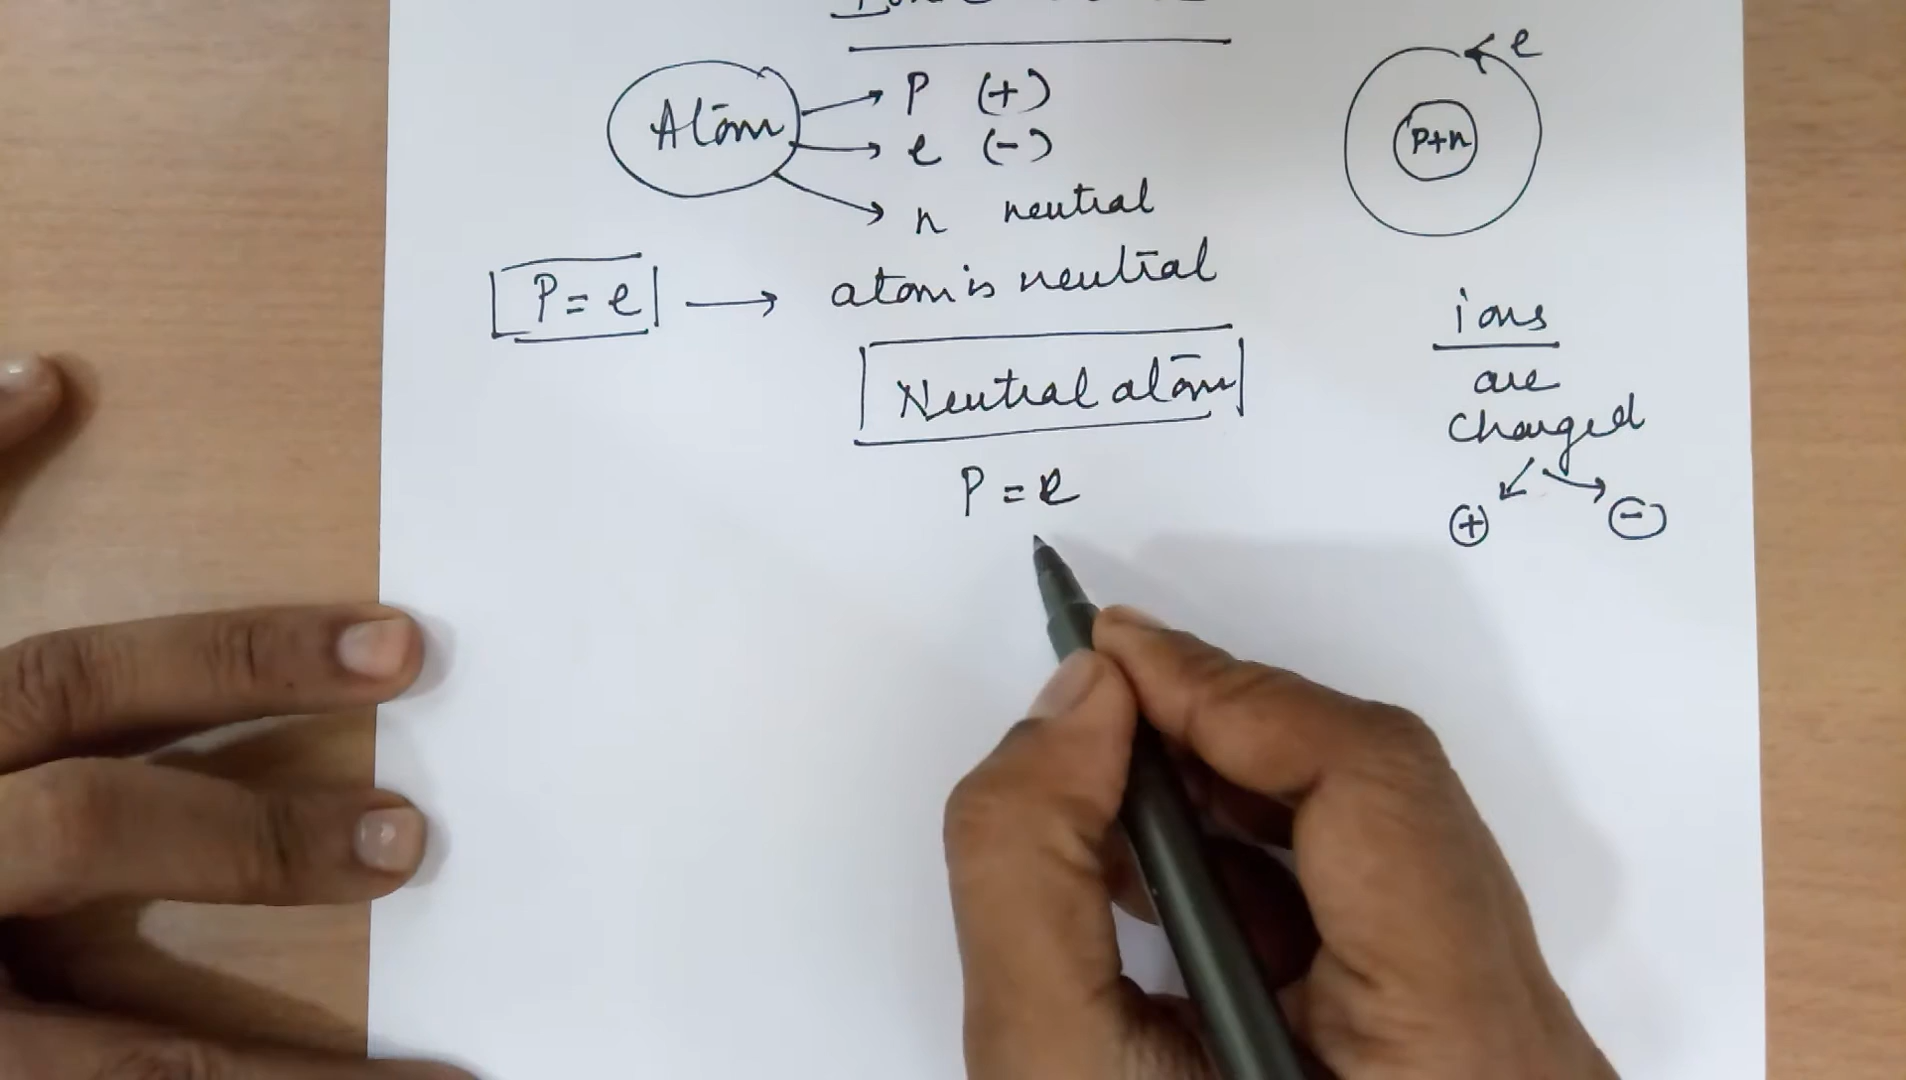 Atom
P (+)
e (-)
n neutral
e
P+n
P = e → atom is neutral
Neutral atom
P = e
ions
are
charged
+ -